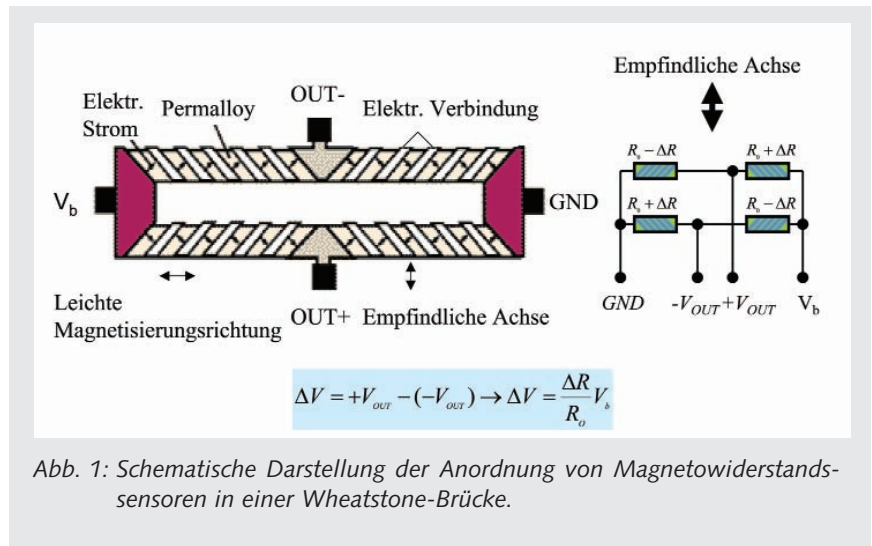 Elektr.
Strom
Permalloy
OUT-
Elektr. Verbindung
V_b
GND
Leichte
Magnetisierungsrichtung
OUT+
Empfindliche Achse
Empfindliche Achse
R_o − ΔR
R_o + ΔR
R_o + ΔR
R_o − ΔR
GND
-V_OUT
+V_OUT
V_b
ΔV = +V_OUT − (−V_OUT) → ΔV = ΔR/R_o V_b
Abb. 1: Schematische Darstellung der Anordnung von Magnetowiderstands-
sensoren in einer Wheatstone-Brücke.